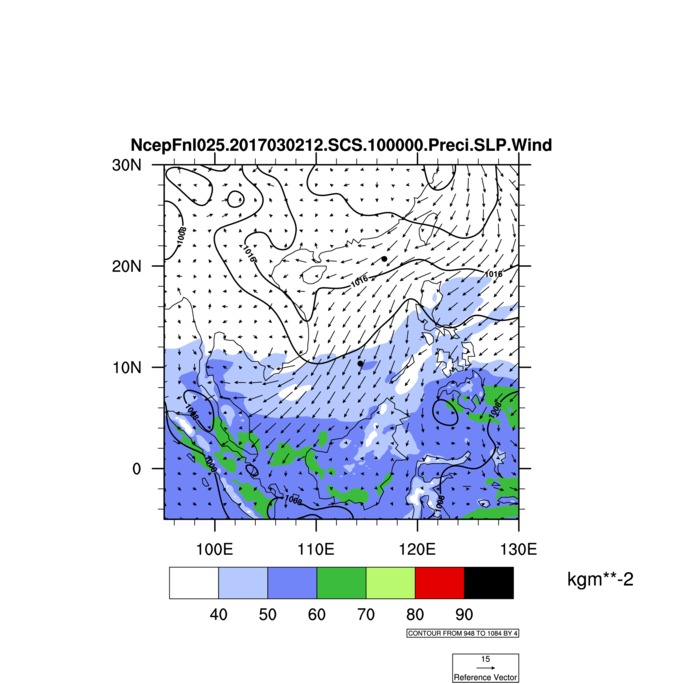 NcepFnl025.2017030212.SCS.100000.Preci.SLP.Wind
30N
20N
10N
0
1008
1016
1016
1016
1008
1008
1008
1008
100E 110E 120E 130E
40 50 60 70 80 90
kgm**-2
CONTOUR FROM 948 TO 1084 BY 4
15
Reference Vector